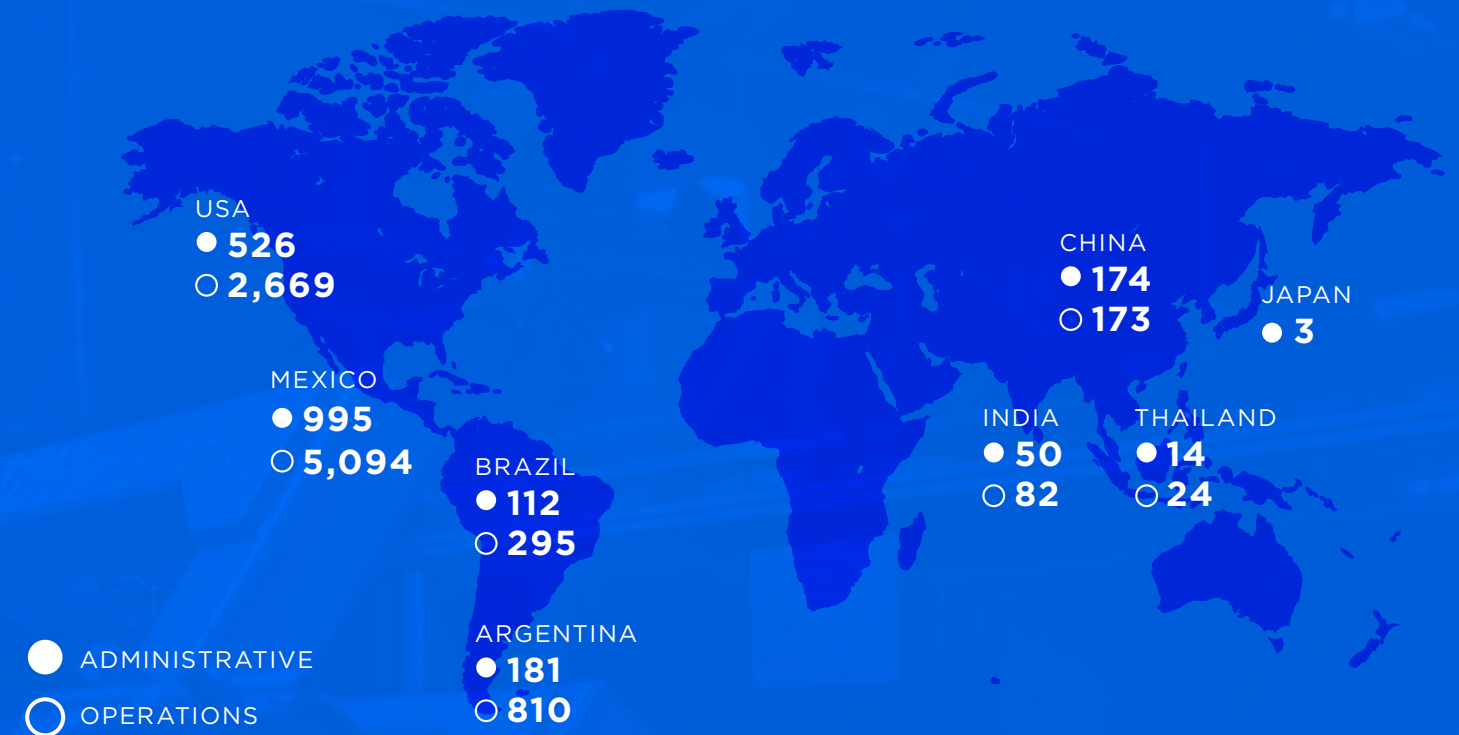 USA
526
2,669
MEXICO
995
5,094
BRAZIL
112
295
ARGENTINA
181
810
CHINA
174
173
JAPAN
3
INDIA
50
82
THAILAND
14
24
ADMINISTRATIVE
OPERATIONS